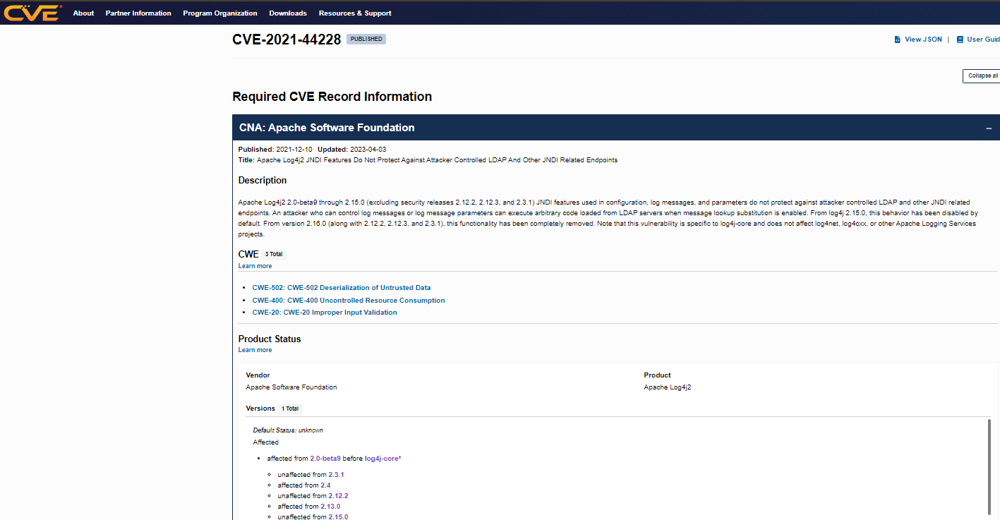 CVE About Partner Information Program Organization Downloads Resources & Support
CVE-2021-44228 PUBLISHED
View JSON | User Guid
Collapse all
Required CVE Record Information
CNA: Apache Software Foundation
Published: 2021-12-10 Updated: 2023-04-03
Title: Apache Log4j2 JNDI Features Do Not Protect Against Attacker Controlled LDAP And Other JNDI Related Endpoints
Description
Apache Log4j2 2.0-beta9 through 2.15.0 (excluding security releases 2.12.2, 2.12.3, and 2.3.1) JNDI features used in configuration, log messages, and parameters do not protect against attacker controlled LDAP and other JNDI related
endpoints. An attacker who can control log messages or log message parameters can execute arbitrary code loaded from LDAP servers when message lookup substitution is enabled. From log4j 2.15.0, this behavior has been disabled by
default. From version 2.16.0 (along with 2.12.2, 2.12.3, and 2.3.1), this functionality has been completely removed. Note that this vulnerability is specific to log4j-core and does not affect log4net, log4cxx, or other Apache Logging Services
projects.
CWE 3 Total
Learn more
• CWE-502: CWE-502 Deserialization of Untrusted Data
• CWE-400: CWE-400 Uncontrolled Resource Consumption
• CWE-20: CWE-20 Improper Input Validation
Product Status
Learn more
Vendor Product
Apache Software Foundation Apache Log4j2
Versions 1 Total
Default Status: unknown
Affected
• affected from 2.0-beta9 before log4j-core*
unaffected from 2.3.1
affected from 2.4
unaffected from 2.12.2
affected from 2.13.0
unaffected from 2.15.0